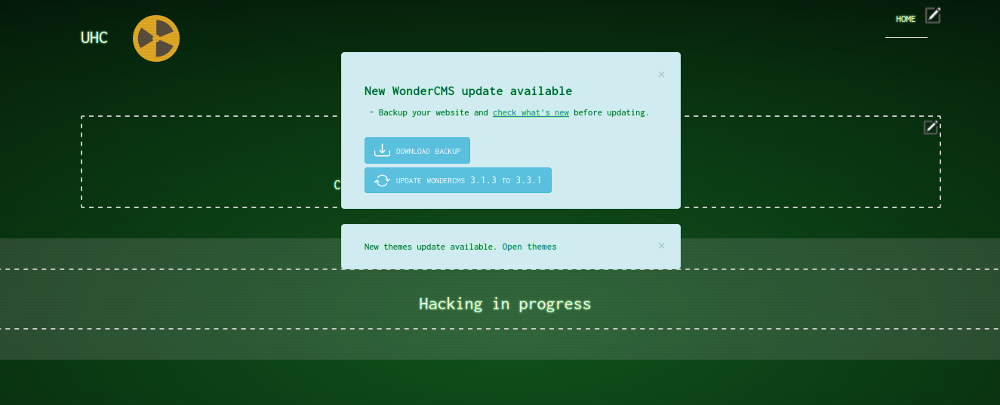 UHC
HOME
×
New WonderCMS update available
- Backup your website and check what's new before updating.
DOWNLOAD BACKUP
UPDATE WONDERCMS 3.1.3 TO 3.3.1
C
New themes update available. Open themes ×
Hacking in progress